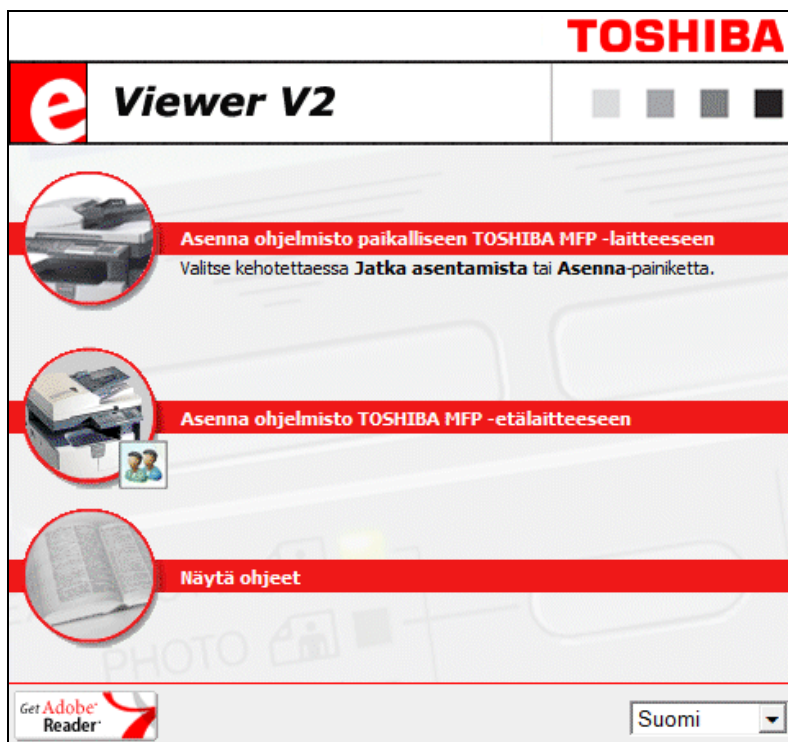 TOSHIBA
e Viewer V2
Asenna ohjelmisto paikalliseen TOSHIBA MFP -laitteeseen
Valitse kehotettaessa Jatka asentamista tai Asenna-painiketta.
Asenna ohjelmisto TOSHIBA MFP -etälaitteeseen
Näytä ohjeet
PHOTO
Get Adobe®
Reader®
Suomi